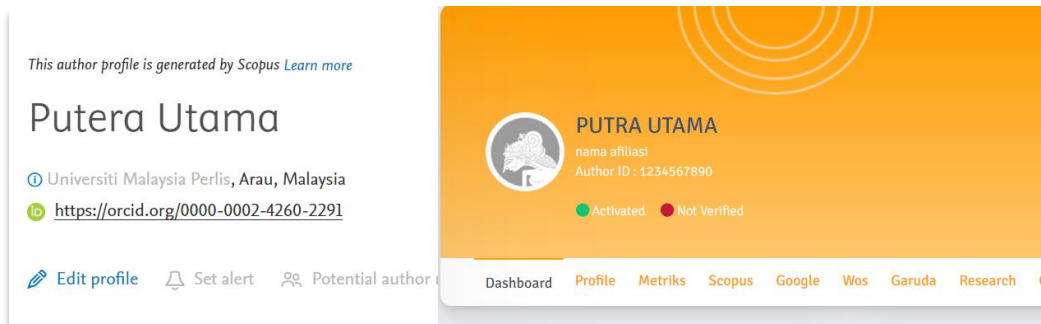 This author profile is generated by Scopus Learn more
Putera Utama
Universiti Malaysia Perlis, Arau, Malaysia
iD https://orcid.org/0000-0002-4260-2291
Edit profile Set alert Potential author
PUTRA UTAMA
nama afiliasi
Author ID : 1234567890
Activated Not Verified
Dashboard Profile Metriks Scopus Google Wos Garuda Research